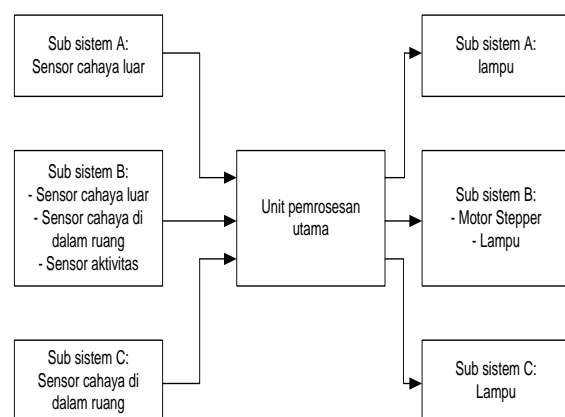 Sub sistem A:
Sensor cahaya luar
Sub sistem B:
- Sensor cahaya luar
- Sensor cahaya di
dalam ruang
- Sensor aktivitas
Sub sistem C:
Sensor cahaya di
dalam ruang
Unit pemrosesan
utama
Sub sistem A:
lampu
Sub sistem B:
- Motor Stepper
- Lampu
Sub sistem C:
Lampu